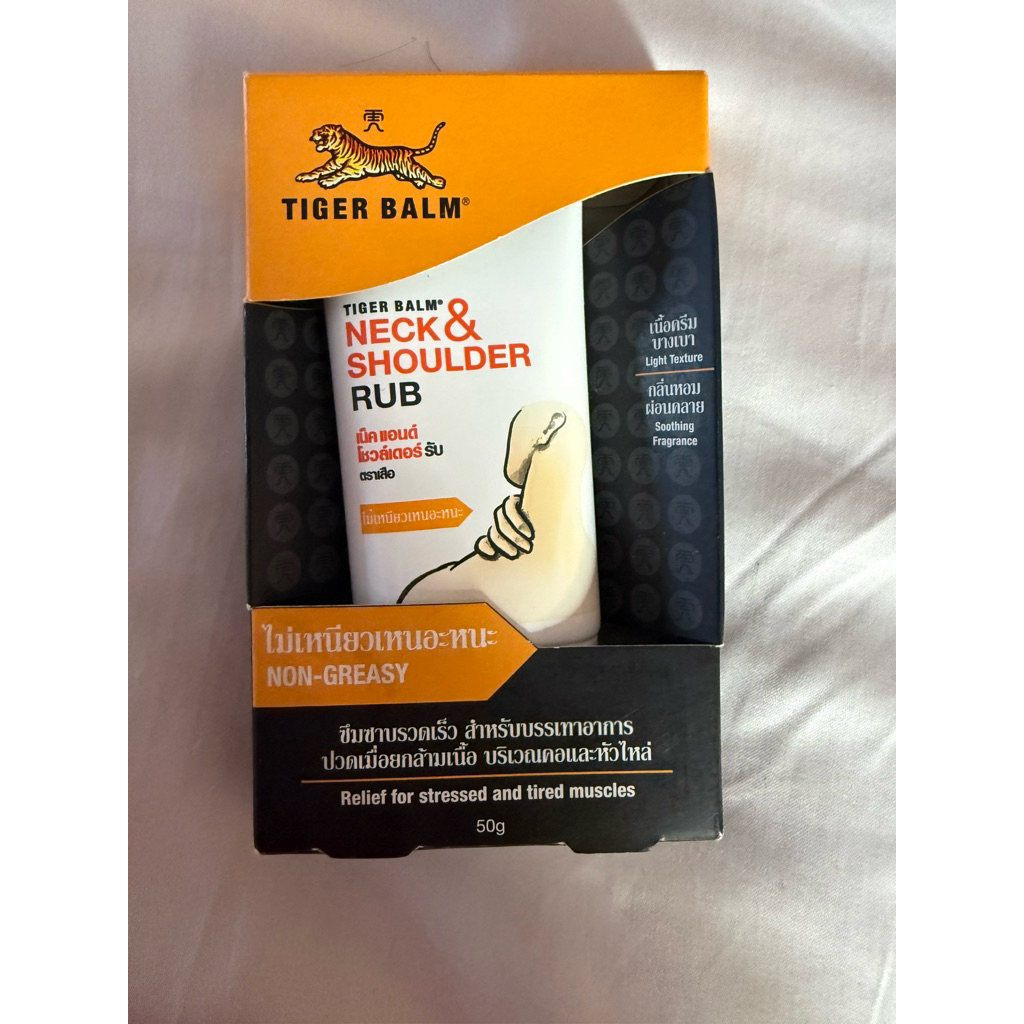 TIGER BALM®
TIGER BALM®
NECK &
SHOULDER
RUB
เน็ค แอนด์
โชวล์เดอร์ รับ
ตราเสือ
ไม่เหนียวเหนอะหนะ
เนื้อครีม
บางเบา
Light Texture
กลิ่นหอม
ผ่อนคลาย
Soothing
Fragrance
ไม่เหนียวเหนอะหนะ
NON-GREASY
ซึมซาบรวดเร็ว สำหรับบรรเทาอาการ
ปวดเมื่อยกล้ามเนื้อ บริเวณคอและหัวไหล่
Relief for stressed and tired muscles
50g